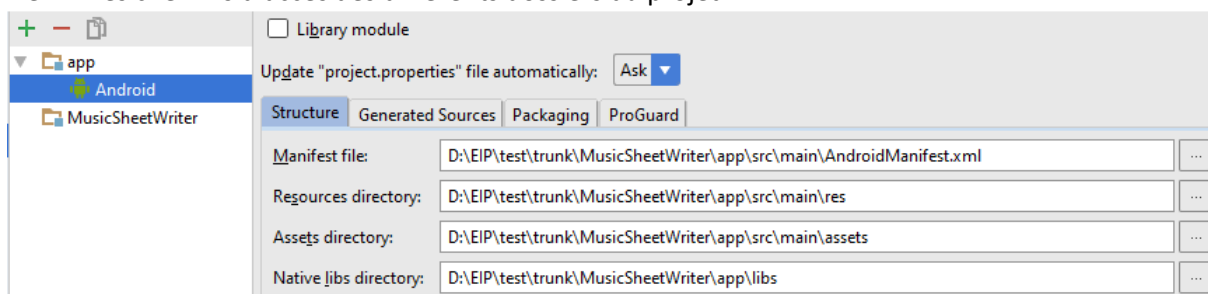 Library module
app
Update "project.properties" file automatically: Ask
Android
MusicSheetWriter
Structure Generated Sources Packaging ProGuard
Manifest file: D:\EIP\test\trunk\MusicSheetWriter\app\src\main\AndroidManifest.xml ...
Resources directory: D:\EIP\test\trunk\MusicSheetWriter\app\src\main\res ...
Assets directory: D:\EIP\test\trunk\MusicSheetWriter\app\src\main\assets ...
Native libs directory: D:\EIP\test\trunk\MusicSheetWriter\app\libs ...